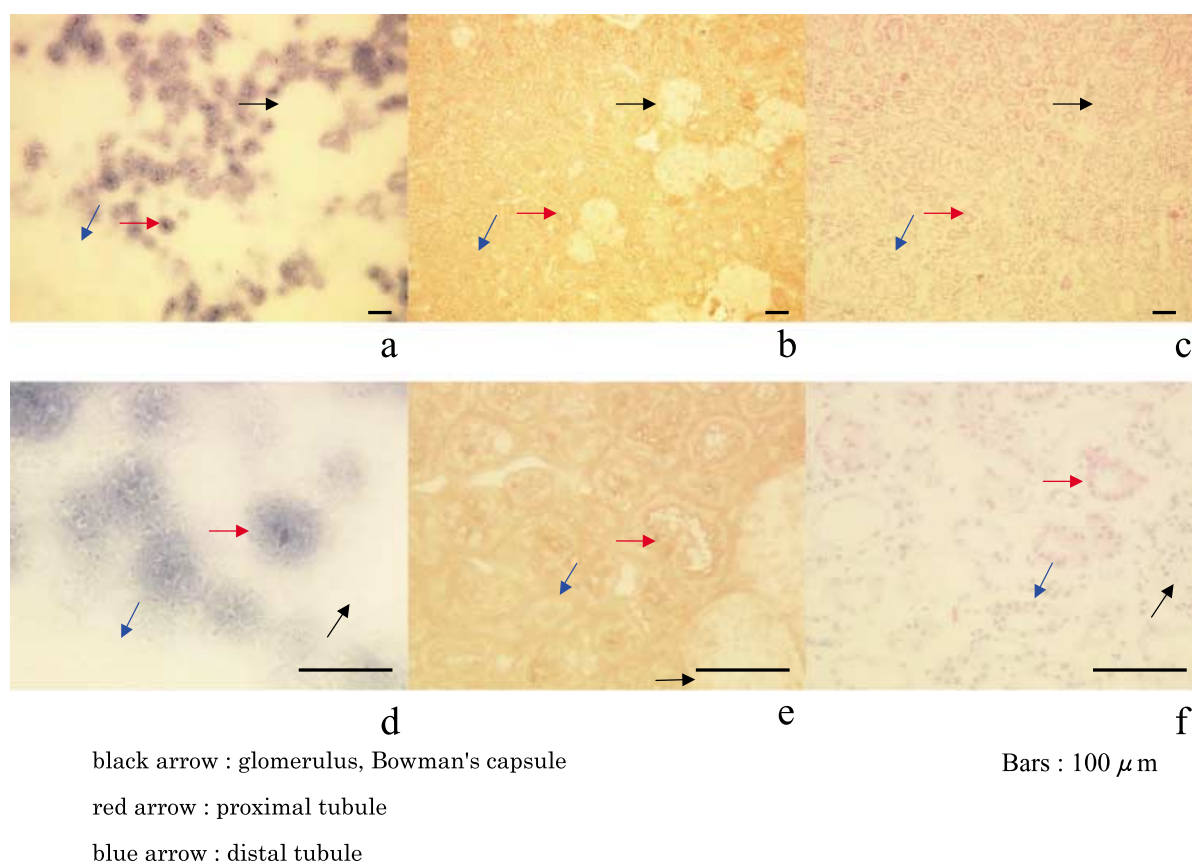 a
b
c
d
e
f
black arrow : glomerulus, Bowman's capsule
Bars : 100 μm
red arrow : proximal tubule
blue arrow : distal tubule